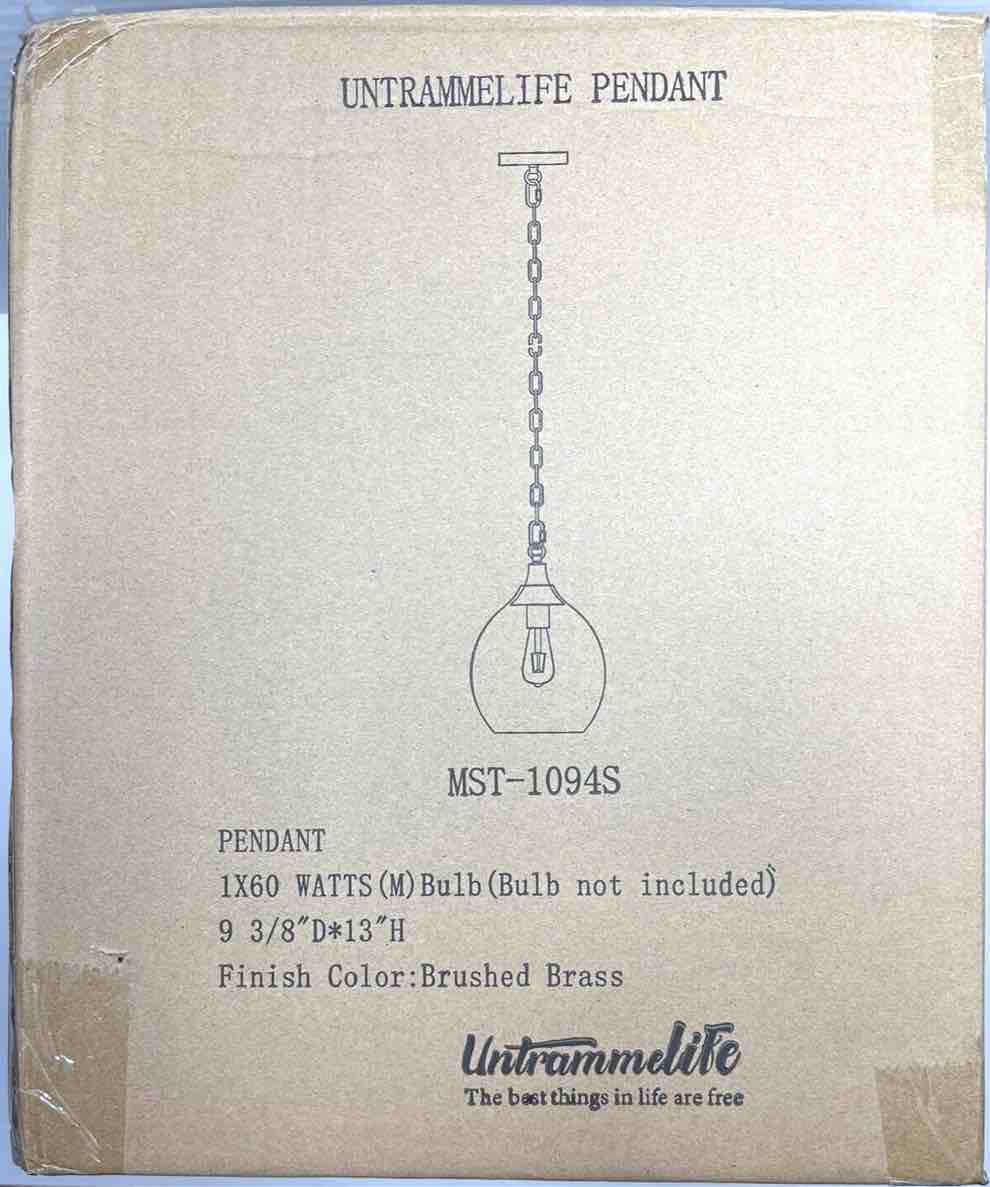 UNTRAMMELIFE PENDANT
MST-1094S
PENDANT
1X60 WATTS(M)Bulb(Bulb not included)
9 3/8″D*13″H
Finish Color:Brushed Brass
Untrammelife
The best things in life are free